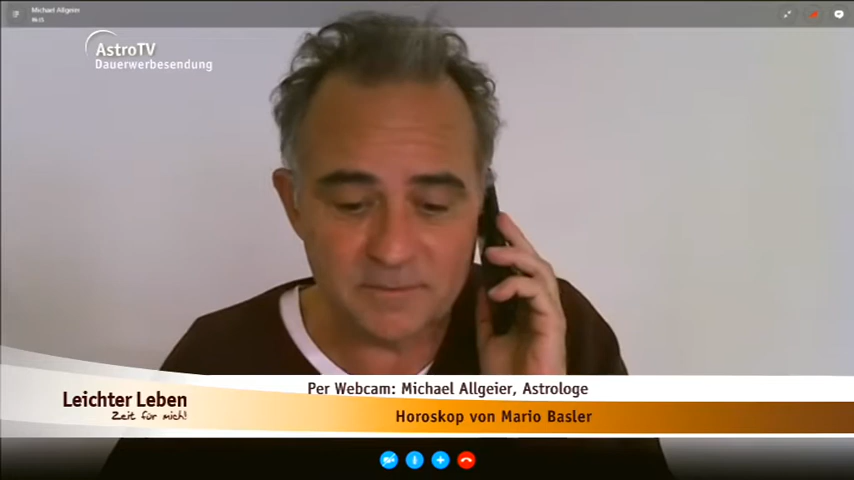 Michael Allgeier
AstroTV
Dauerwerbesendung
Per Webcam: Michael Allgeier, Astrologe
Leichter Leben
Zeit für mich!
Horoskop von Mario Basler